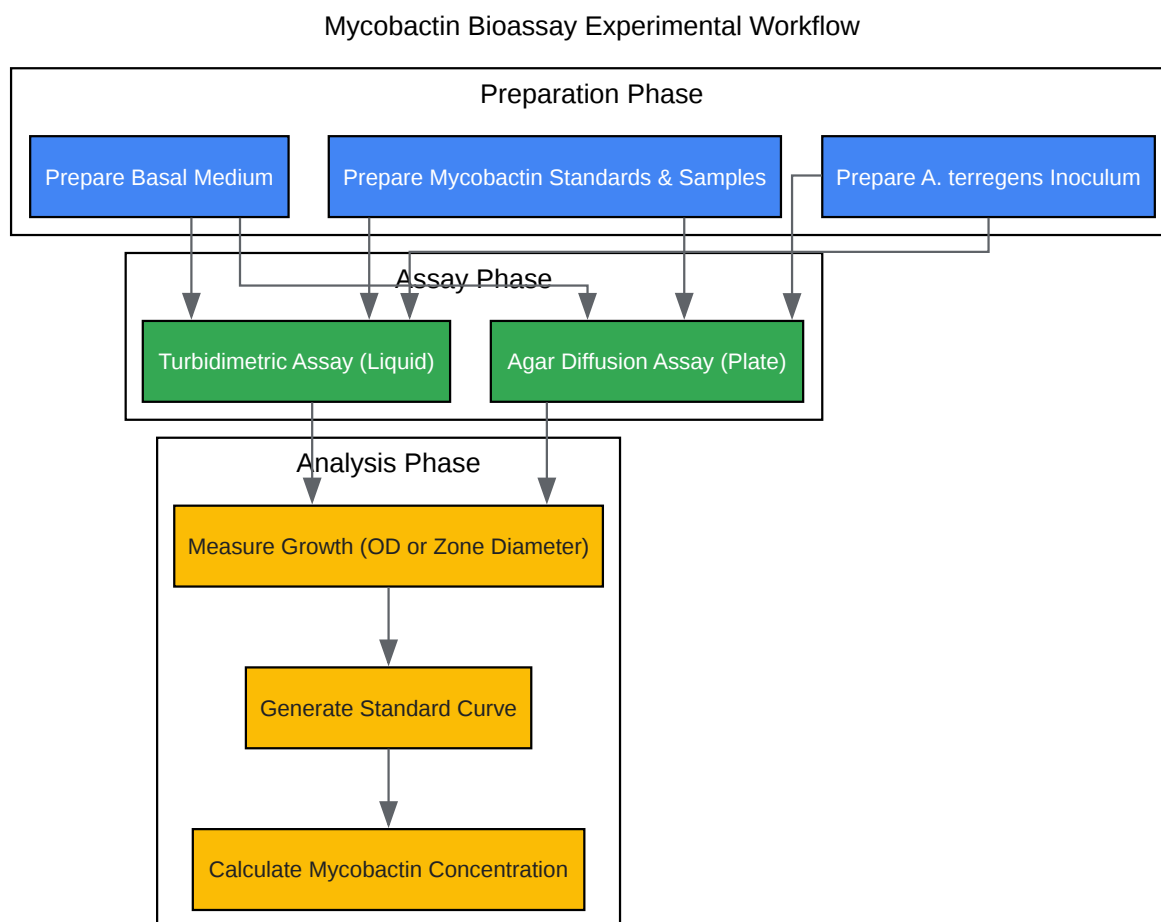 Mycobactin Bioassay Experimental Workflow
Preparation Phase
Prepare Basal Medium
Prepare Mycobactin Standards & Samples
Prepare A. terregens Inoculum
Assay Phase
Turbidimetric Assay (Liquid)
Agar Diffusion Assay (Plate)
Analysis Phase
Measure Growth (OD or Zone Diameter)
Generate Standard Curve
Calculate Mycobactin Concentration